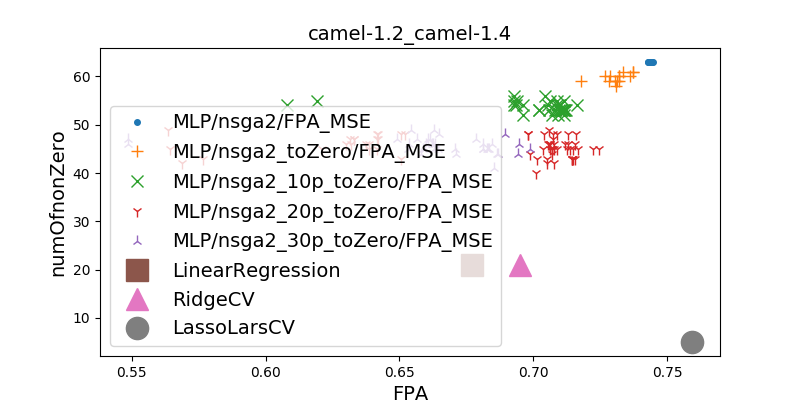 camel-1.2_camel-1.4
numOfnonZero
60
50
40
30
20
10
MLP/nsga2/FPA_MSE
MLP/nsga2_toZero/FPA_MSE
MLP/nsga2_10p_toZero/FPA_MSE
MLP/nsga2_20p_toZero/FPA_MSE
MLP/nsga2_30p_toZero/FPA_MSE
LinearRegression
RidgeCV
LassoLarsCV
0.55 0.60 0.65 0.70 0.75
FPA